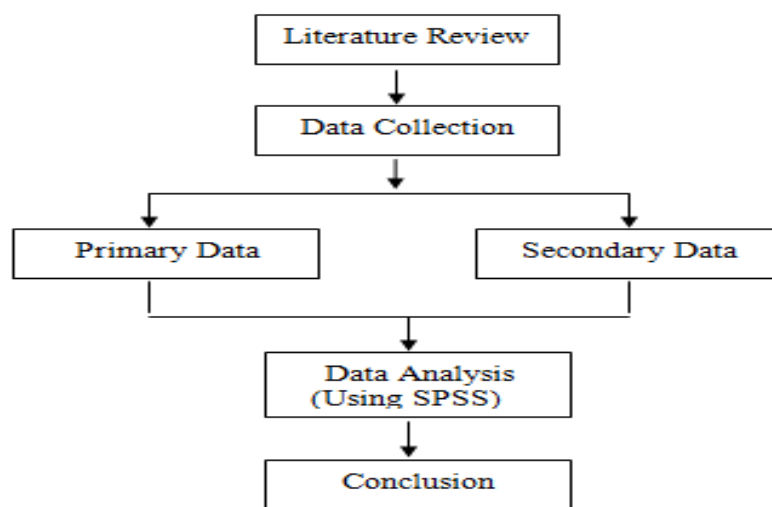 Literature Review
Data Collection
Primary Data
Secondary Data
Data Analysis
(Using SPSS)
Conclusion